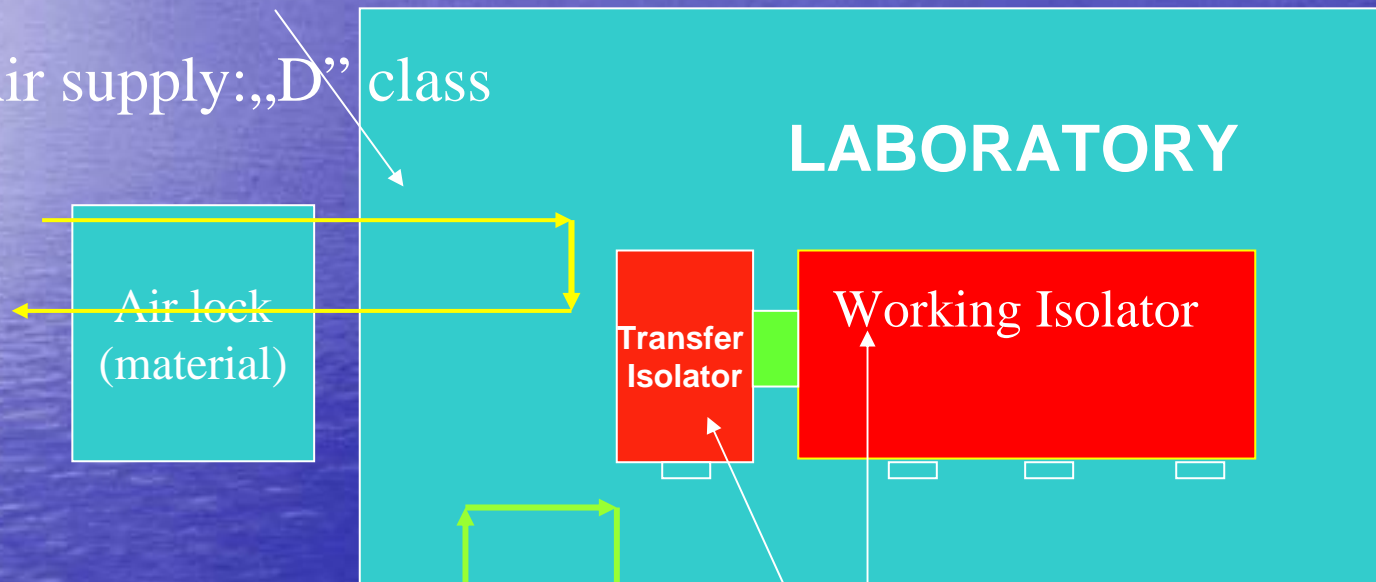 ir supply:„D” class
LABORATORY
Air lock
(material)
Transfer
Isolator
Working Isolator